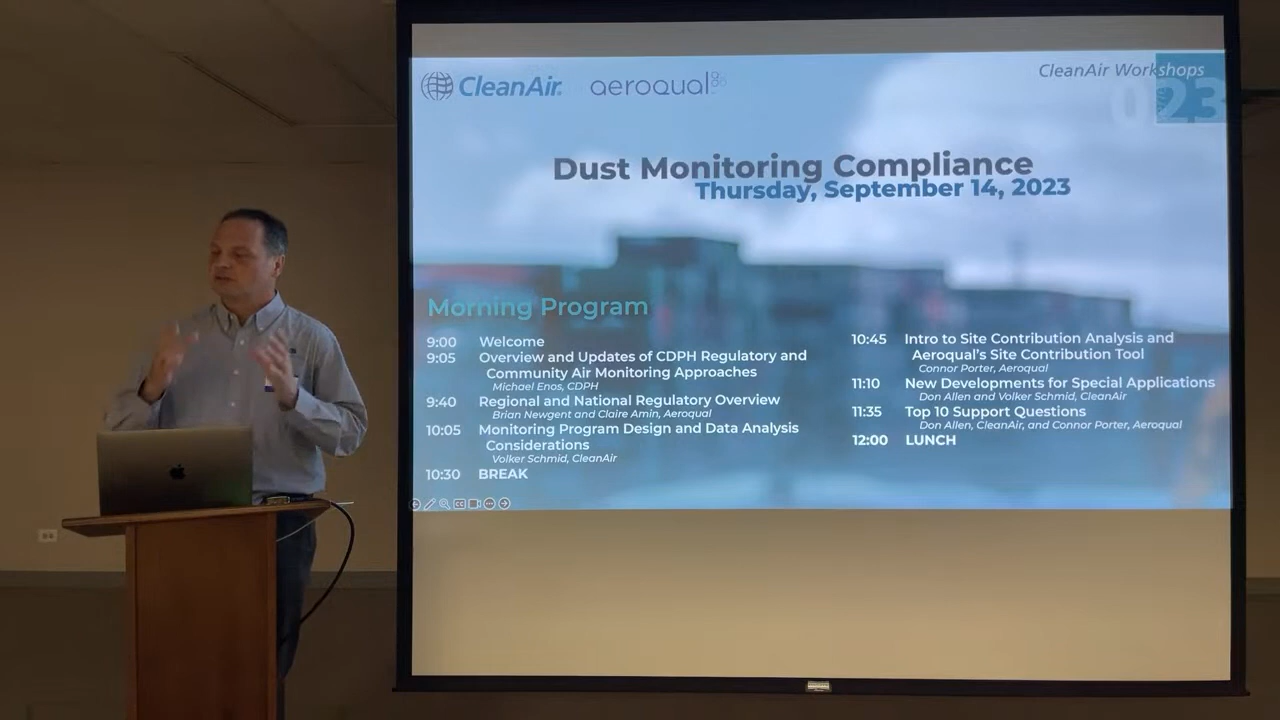 CleanAir
aeroqual
CleanAir Workshops
023
Dust Monitoring Compliance
Thursday, September 14, 2023
Morning Program
9:00 Welcome
9:05 Overview and Updates of CDPH Regulatory and
Community Air Monitoring Approaches
Michael Enos, CDPH
9:40 Regional and National Regulatory Overview
Brian Newgent and Claire Amin, Aeroqual
10:05 Monitoring Program Design and Data Analysis
Considerations
Volker Schmid, CleanAir
10:30 BREAK
10:45 Intro to Site Contribution Analysis and
Aeroqual's Site Contribution Tool
Connor Porter, Aeroqual
11:10 New Developments for Special Applications
Don Allen and Volker Schmid, CleanAir
11:35 Top 10 Support Questions
Don Allen, CleanAir, and Connor Porter, Aeroqual
12:00 LUNCH